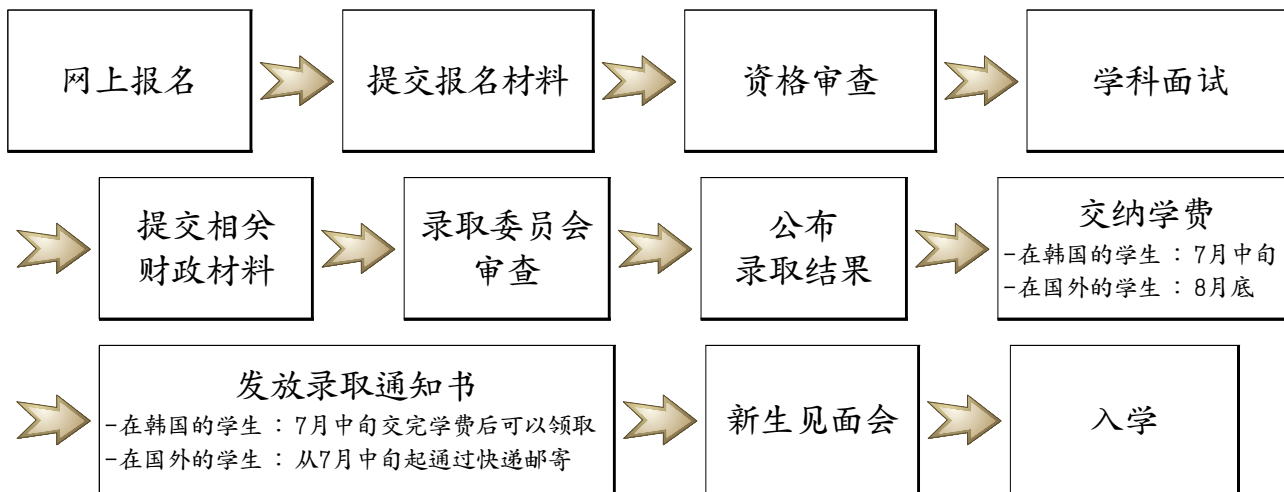 网上报名
提交报名材料
资格审查
学科面试
提交相关
财政材料
录取委员会
审查
公布
录取结果
交纳学费
-在韩国的学生 : 7月中旬
-在国外的学生 : 8月底
发放录取通知书
-在韩国的学生 : 7月中旬交完学费后可以领取
-在国外的学生 : 从7月中旬起通过快递邮寄
新生见面会
入学